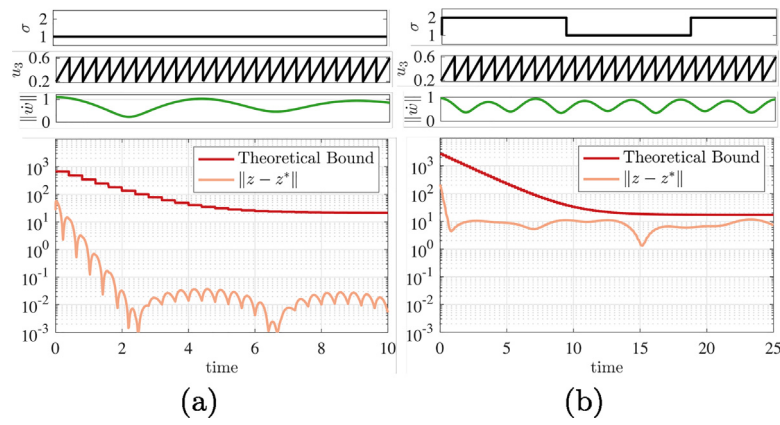 σ
2
1
u₃
0.6
0.2
‖ẇ‖
1
0
10³
10²
10¹
10⁰
10⁻¹
10⁻²
10⁻³
Theoretical Bound
‖z − z*‖
0 2 4 6 8 10
time
(a)
σ
2
1
u₃
0.6
0.2
‖ẇ‖
1
0
10³
10²
10¹
10⁰
10⁻¹
10⁻²
10⁻³
Theoretical Bound
‖z − z*‖
0 5 10 15 20 25
time
(b)